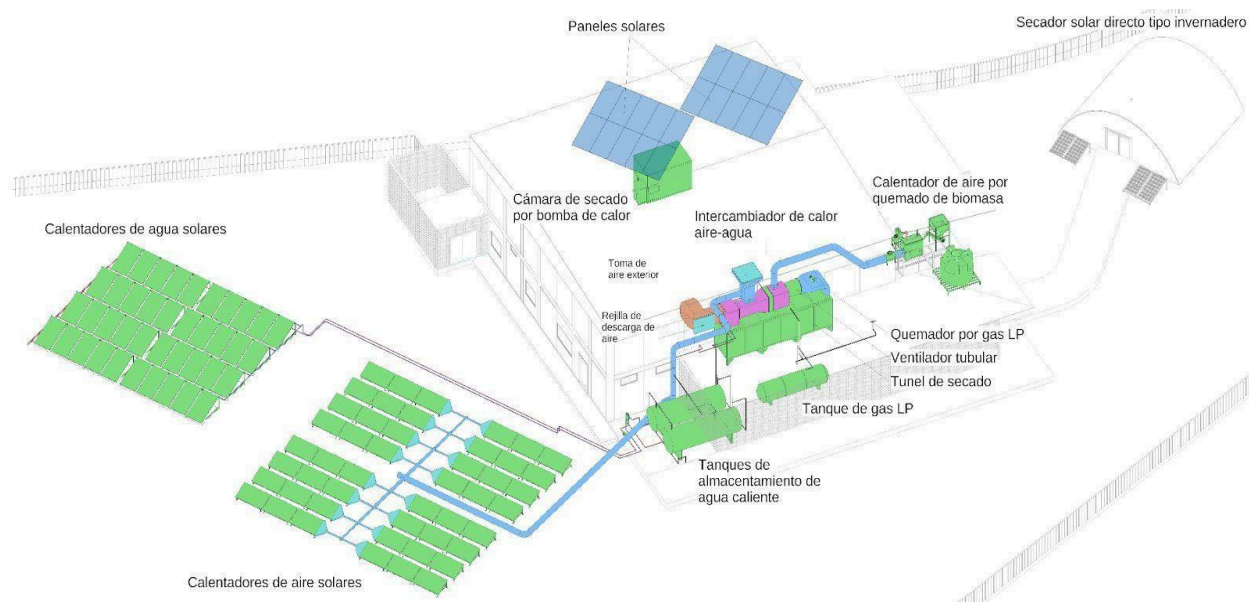 Secador solar directo tipo invernadero
Paneles solares
Cámara de secado
por bomba de calor
Calentador de aire por
quemado de biomasa
Intercambiador de calor
aire-agua
Calentadores de agua solares
Toma de
aire exterior
Rejilla de
descarga de
aire
Quemador por gas LP
Ventilador tubular
Tunel de secado
Tanque de gas LP
Tanques de
almacentamiento de
agua caliente
Calentadores de aire solares